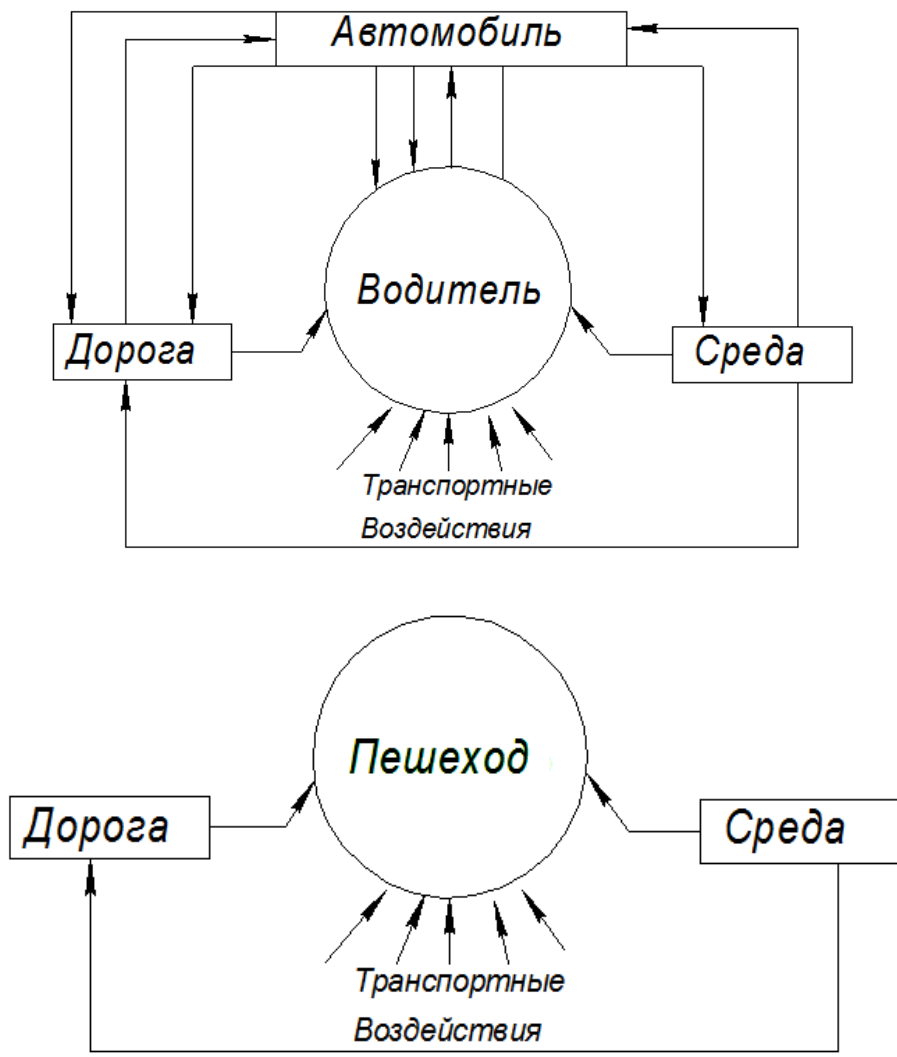 Автомобиль
Водитель
Дорога
Среда
Транспортные
Воздействия
Пешеход
Дорога
Среда
Транспортные
Воздействия